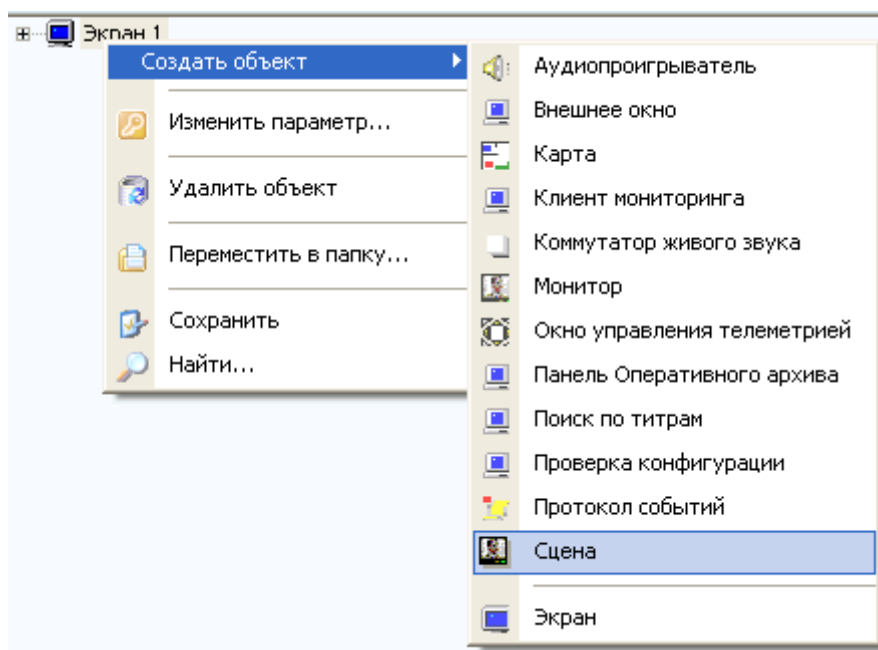 Экран 1
Создать объект
Изменить параметр...
Удалить объект
Переместить в папку...
Сохранить
Найти...
Аудиопроигрыватель
Внешнее окно
Карта
Клиент мониторинга
Коммутатор живого звука
Монитор
Окно управления телеметрией
Панель Оперативного архива
Поиск по титрам
Проверка конфигурации
Протокол событий
Сцена
Экран